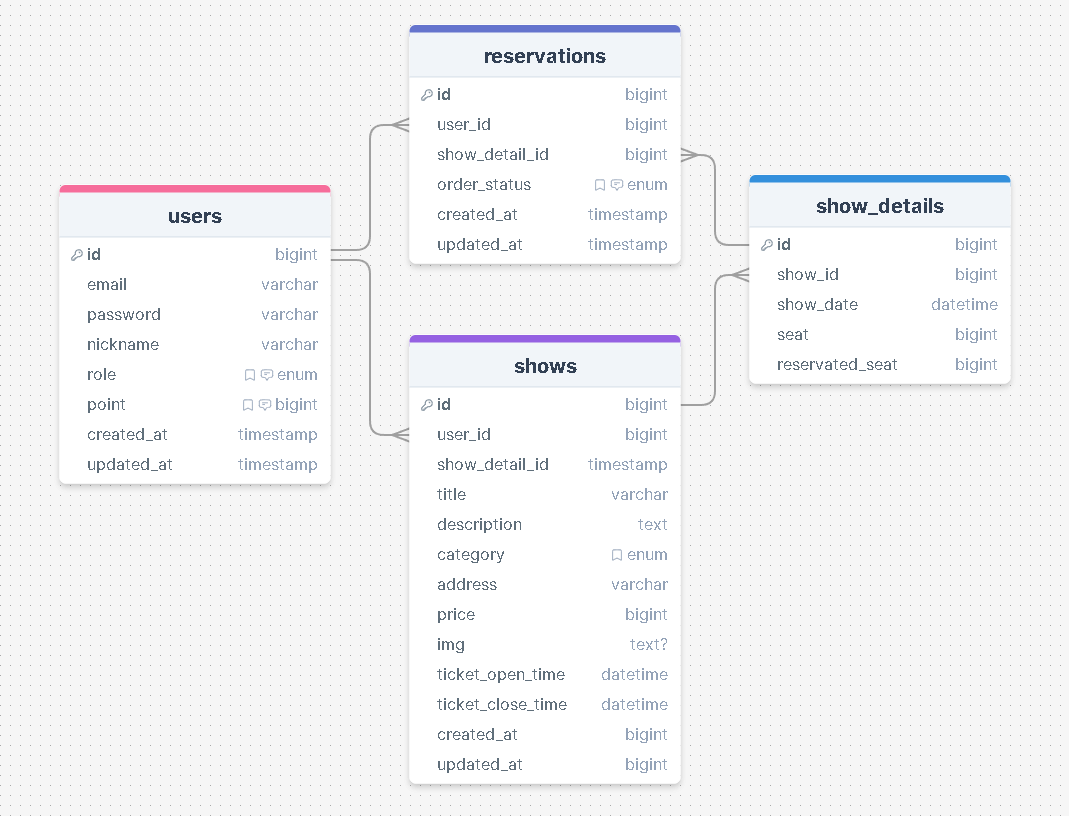 reservations
id bigint
user_id bigint
show_detail_id bigint
order_status enum
created_at timestamp
updated_at timestamp
users
id bigint
email varchar
password varchar
nickname varchar
role enum
point bigint
created_at timestamp
updated_at timestamp
show_details
id bigint
show_id bigint
show_date datetime
seat bigint
reservated_seat bigint
shows
id bigint
user_id bigint
show_detail_id timestamp
title varchar
description text
category enum
address varchar
price bigint
img text?
ticket_open_time datetime
ticket_close_time datetime
created_at bigint
updated_at bigint